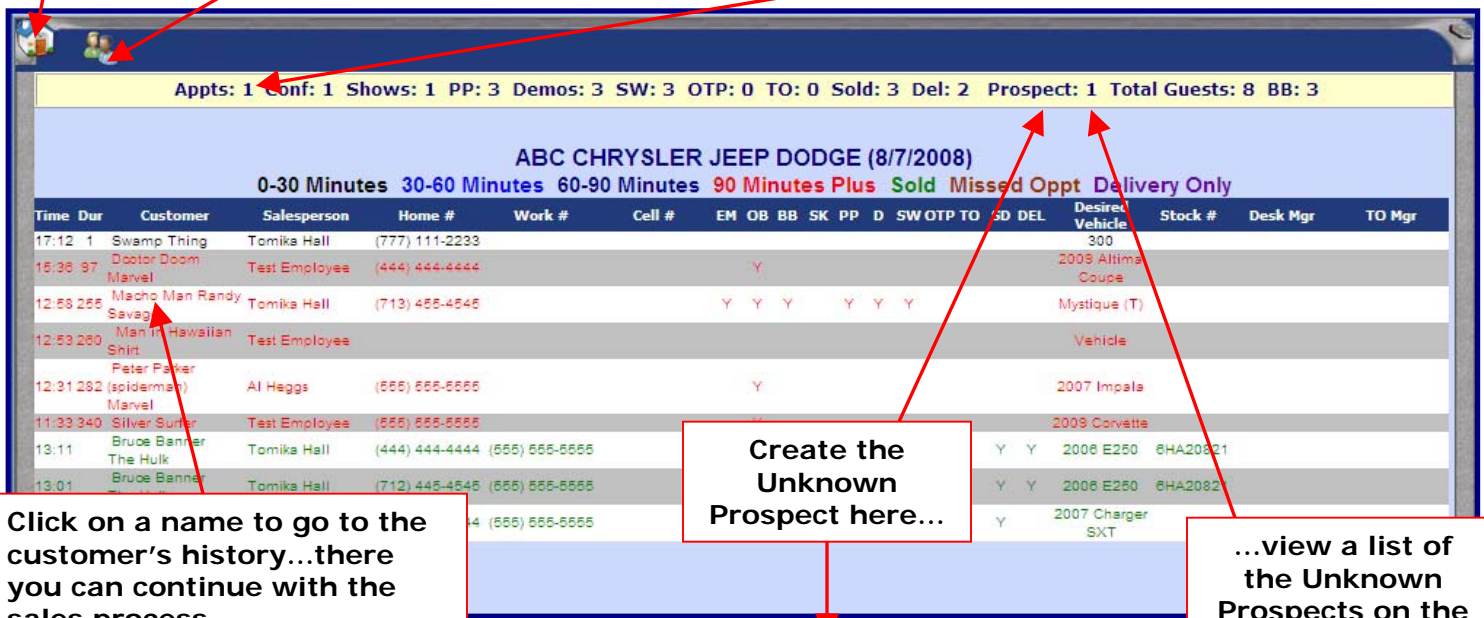 Appts: 1 Conf: 1 Shows: 1 PP: 3 Demos: 3 SW: 3 OTP: 0 TO: 0 Sold: 3 Del: 2 Prospect: 1 Total Guests: 8 BB: 3
ABC CHRYSLER JEEP DODGE (8/7/2008)
0-30 Minutes 30-60 Minutes 60-90 Minutes 90 Minutes Plus Sold Missed Oppt Delivery Only
Time Dur Customer Salesperson Home # Work # Cell # EM OB BB SK PP D SW OTP TO SD DEL Desired Vehicle Stock # Desk Mgr TO Mgr
17:12 1 Swamp Thing Tomika Hall (777) 111-2233 300
15:36 97 Doctor Doom Marvel Test Employee (444) 444-4444 Y 2009 Altima Coupe
12:58 255 Macho Man Randy Savage Tomika Hall (713) 455-4545 Y Y Y Y Y Y Mystique (T)
12:53 260 Man in Hawaiian Shirt Test Employee Vehicle
12:31 282 Peter Parker (spiderman) Marvel Al Heggs (555) 555-5555 Y 2007 Impala
11:33 340 Silver Surfer Test Employee (555) 555-5555 2009 Corvette
13:11 Bruce Banner The Hulk Tomika Hall (444) 444-4444 (555) 555-5555 Y Y 2006 E250 6HA20821
13:01 Bruce Banner Tomika Hall (712) 445-4545 (555) 555-5555 Y Y 2006 E250 6HA20821
44 (555) 555-5555 Y 2007 Charger SXT
Click on a name to go to the
customer's history…there
you can continue with the
sales process
Create the
Unknown
Prospect here…
…view a list of
the Unknown
Prospects on the